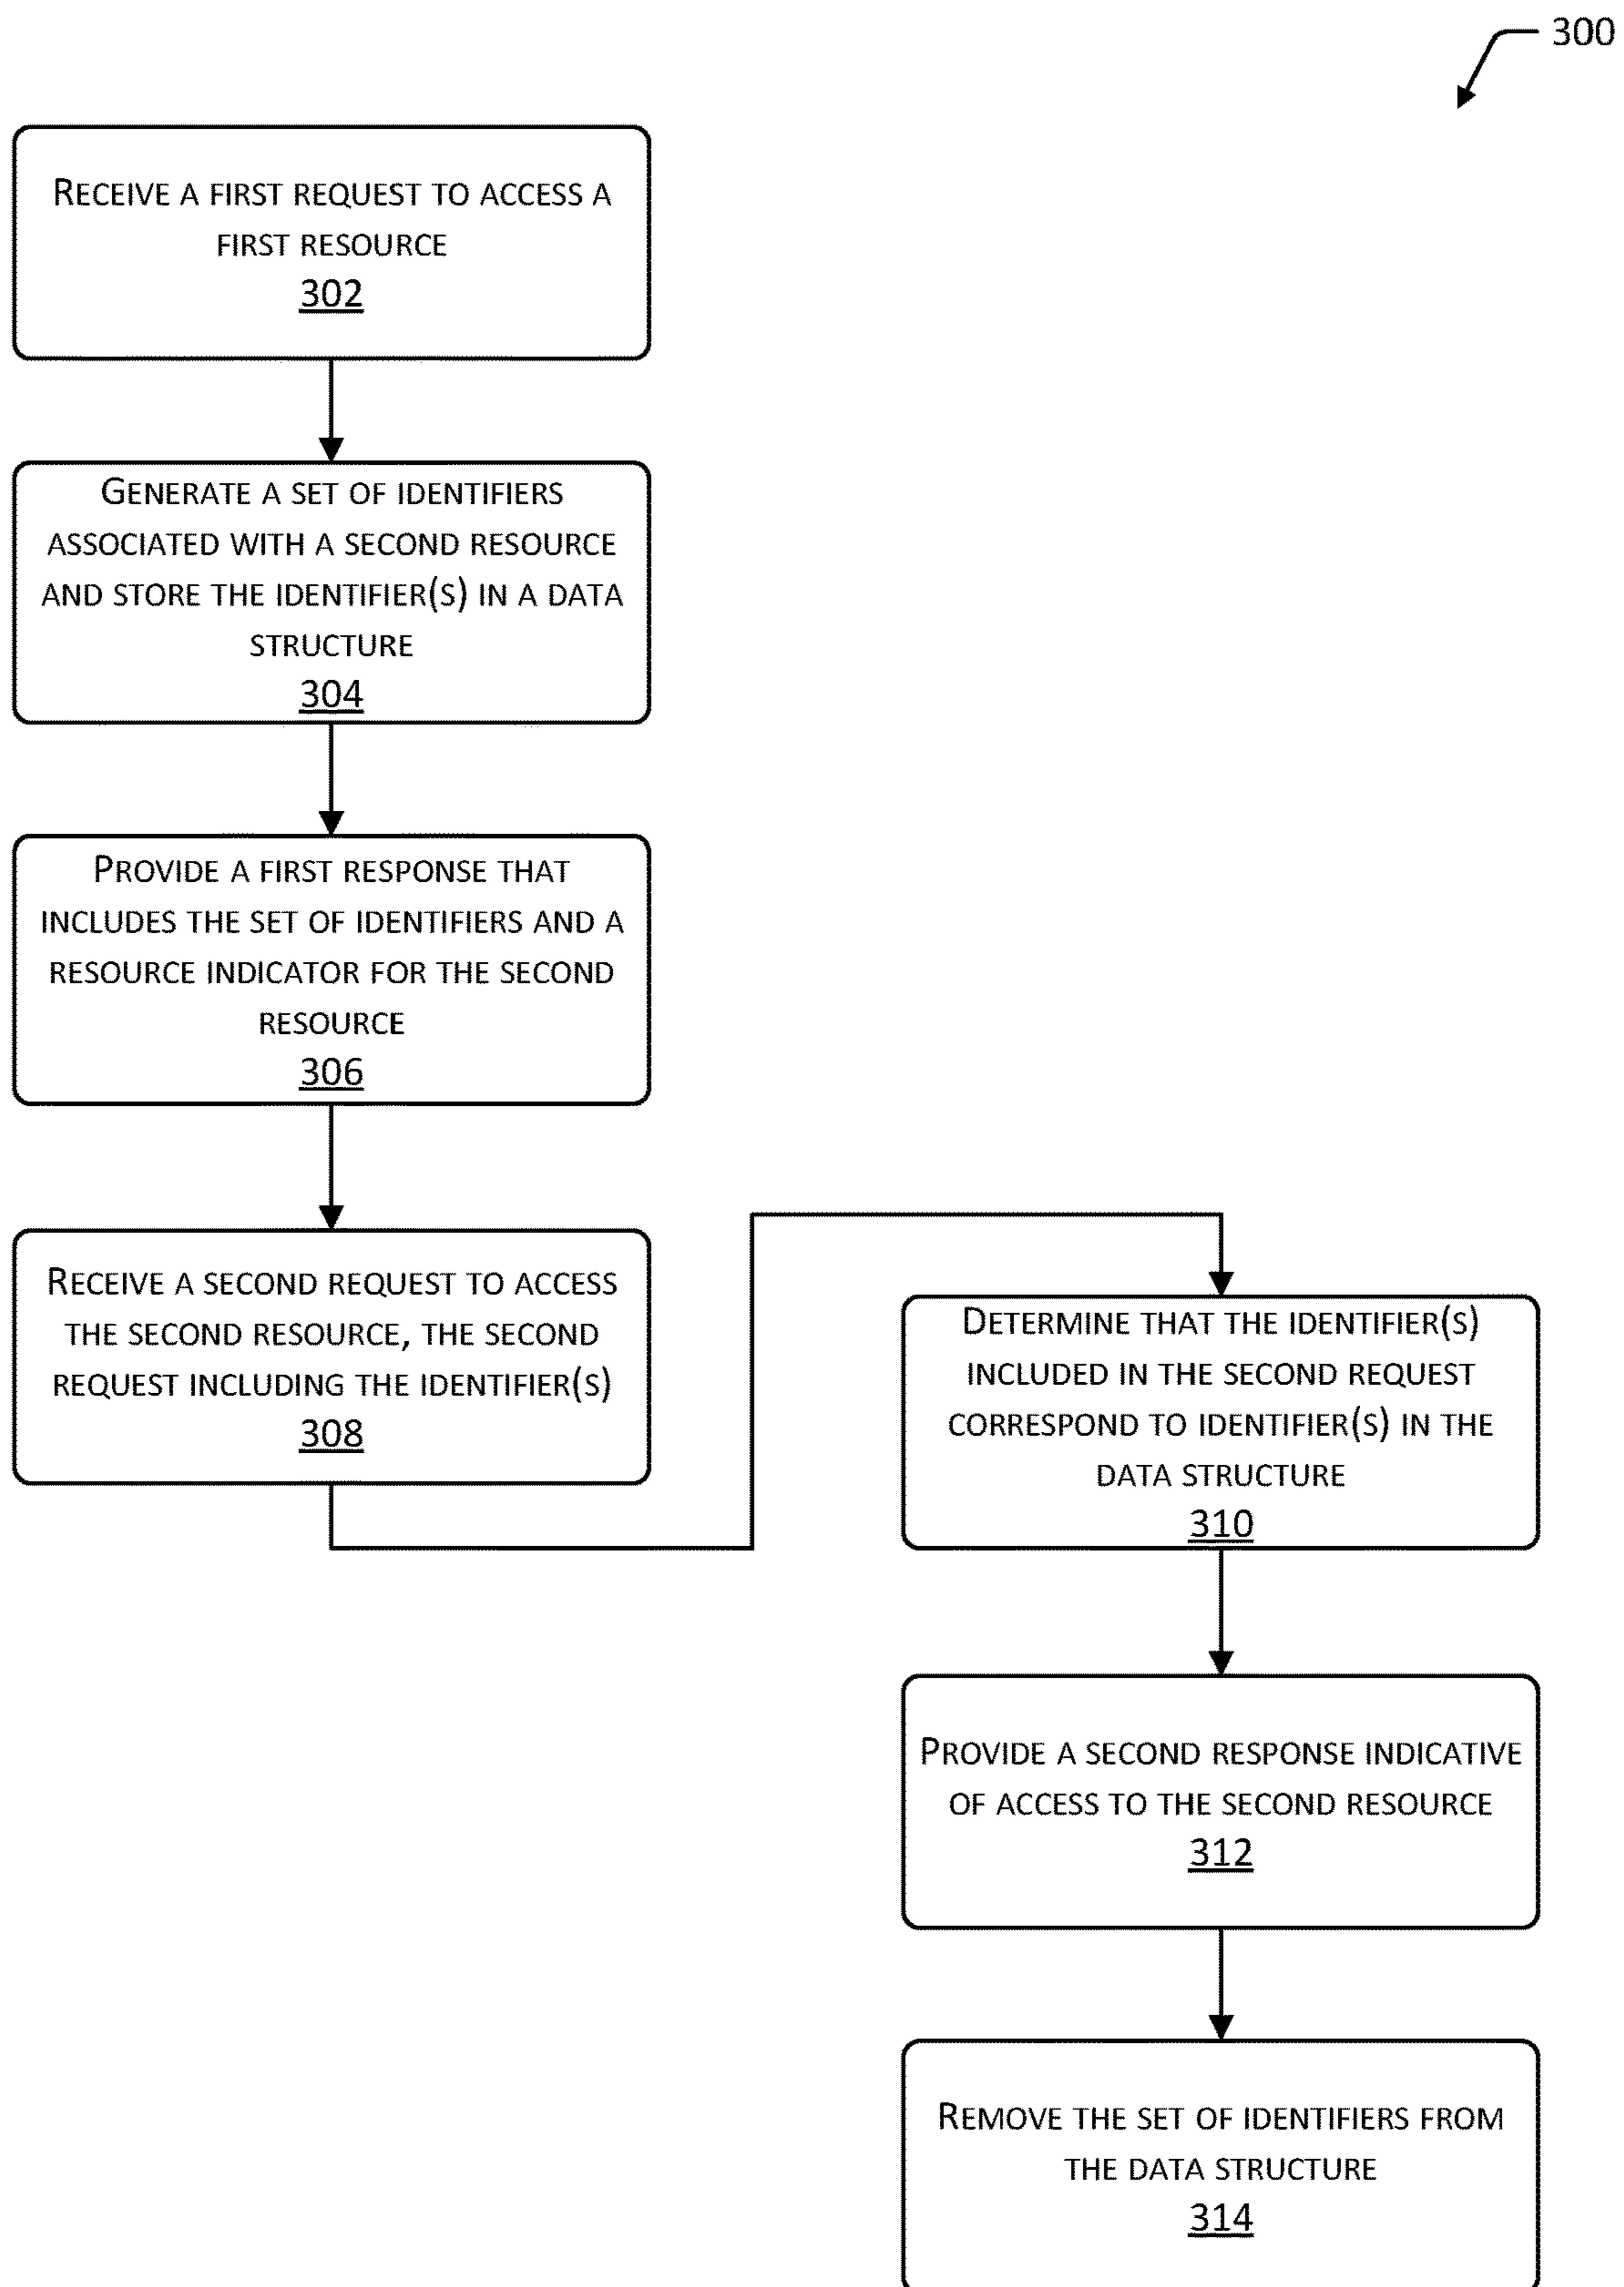 300
RECEIVE A FIRST REQUEST TO ACCESS A
FIRST RESOURCE
302
GENERATE A SET OF IDENTIFIERS
ASSOCIATED WITH A SECOND RESOURCE
AND STORE THE IDENTIFIER(S) IN A DATA
STRUCTURE
304
PROVIDE A FIRST RESPONSE THAT
INCLUDES THE SET OF IDENTIFIERS AND A
RESOURCE INDICATOR FOR THE SECOND
RESOURCE
306
RECEIVE A SECOND REQUEST TO ACCESS
THE SECOND RESOURCE, THE SECOND
REQUEST INCLUDING THE IDENTIFIER(S)
308
DETERMINE THAT THE IDENTIFIER(S)
INCLUDED IN THE SECOND REQUEST
CORRESPOND TO IDENTIFIER(S) IN THE
DATA STRUCTURE
310
PROVIDE A SECOND RESPONSE INDICATIVE
OF ACCESS TO THE SECOND RESOURCE
312
REMOVE THE SET OF IDENTIFIERS FROM
THE DATA STRUCTURE
314